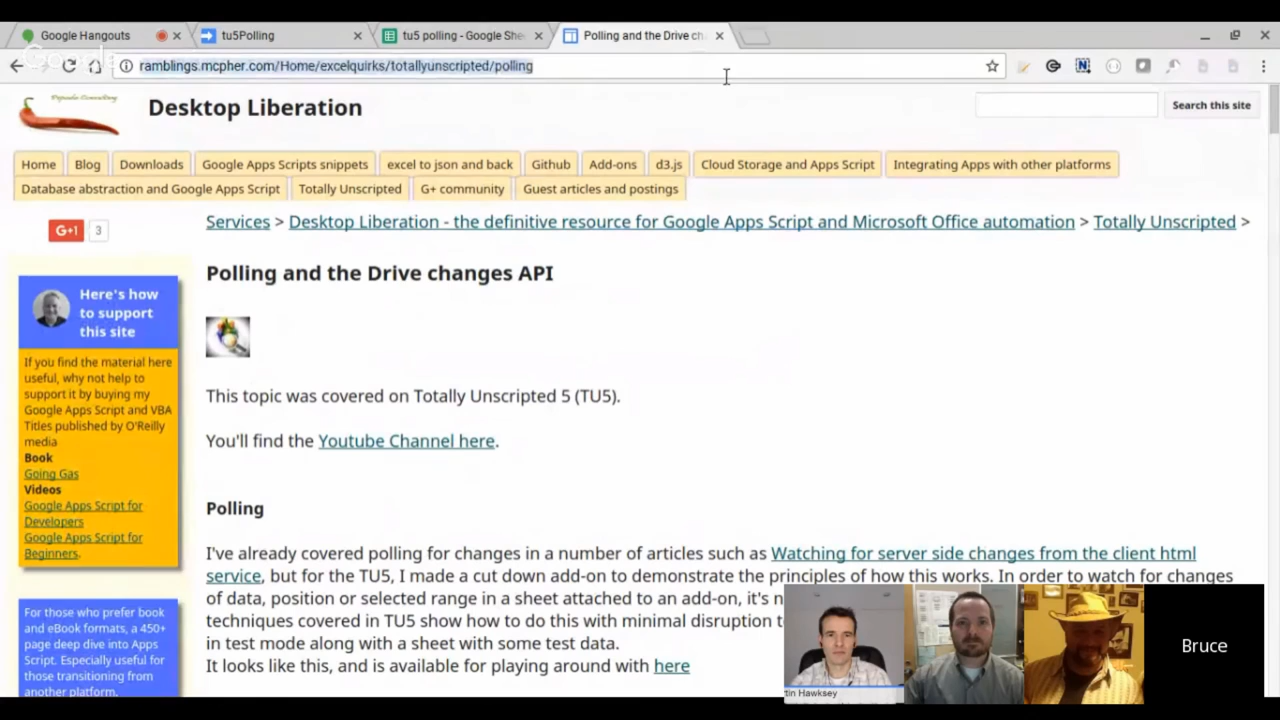 Google Hangouts
tu5Polling
tu5 polling - Google She
Polling and the Drive ch
ramblings.mcpher.com/Home/excelquirks/totallyunscripted/polling
Desktop Liberation
Search this site
Home
Blog
Downloads
Google Apps Scripts snippets
excel to json and back
Github
Add-ons
d3.js
Cloud Storage and Apps Script
Integrating Apps with other platforms
Database abstraction and Google Apps Script
Totally Unscripted
G+ community
Guest articles and postings
G+1 3
Services > Desktop Liberation - the definitive resource for Google Apps Script and Microsoft Office automation > Totally Unscripted >
Polling and the Drive changes API
Here's how
to support
this site
If you find the material here
useful, why not help to
support it by buying my
Google Apps Script and VBA
Titles published by O'Reilly
media
Book
Going Gas
Videos
Google Apps Script for
Developers
Google Apps Script for
Beginners.
For those who prefer book
and eBook formats, a 450+
page deep dive into Apps
Script. Especially useful for
those transitioning from
another platform.
This topic was covered on Totally Unscripted 5 (TU5).
You'll find the Youtube Channel here.
Polling
I've already covered polling for changes in a number of articles such as Watching for server side changes from the client html
service, but for the TU5, I made a cut down add-on to demonstrate the principles of how this works. In order to watch for changes
of data, position or selected range in a sheet attached to an add-on, it's n
techniques covered in TU5 show how to do this with minimal disruption t
in test mode along with a sheet with some test data.
It looks like this, and is available for playing around with here
tin Hawksey
Bruce